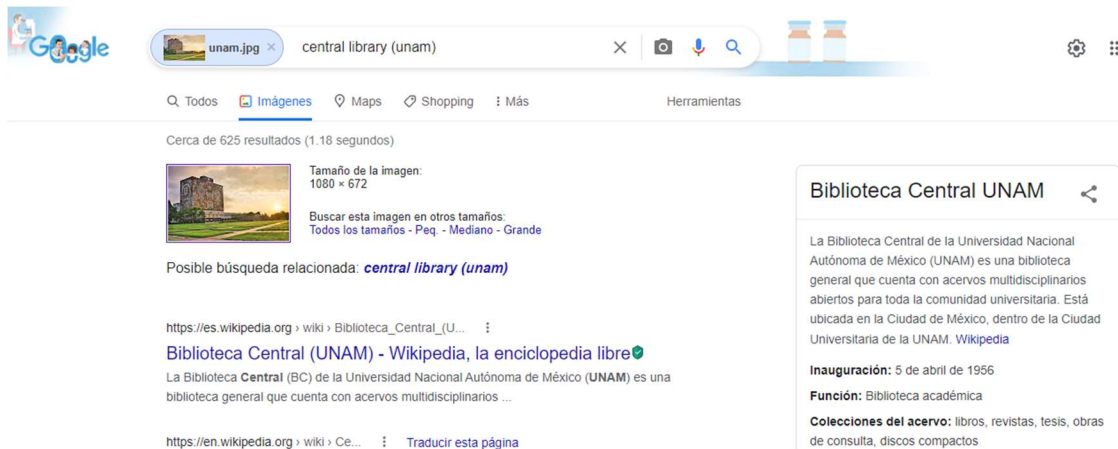 Google
unam.jpg × central library (unam)
Todos Imágenes Maps Shopping Más Herramientas
Cerca de 625 resultados (1.18 segundos)
Tamaño de la imagen:
1080 × 672
Buscar esta imagen en otros tamaños:
Todos los tamaños - Peq. - Mediano - Grande
Posible búsqueda relacionada: central library (unam)
https://es.wikipedia.org › wiki › Biblioteca_Central_(U...
Biblioteca Central (UNAM) - Wikipedia, la enciclopedia libre
La Biblioteca Central (BC) de la Universidad Nacional Autónoma de México (UNAM) es una
biblioteca general que cuenta con acervos multidisciplinarios ...
https://en.wikipedia.org › wiki › Ce... Traducir esta página
Biblioteca Central UNAM
La Biblioteca Central de la Universidad Nacional
Autónoma de México (UNAM) es una biblioteca
general que cuenta con acervos multidisciplinarios
abiertos para toda la comunidad universitaria. Está
ubicada en la Ciudad de México, dentro de la Ciudad
Universitaria de la UNAM. Wikipedia
Inauguración: 5 de abril de 1956
Función: Biblioteca académica
Colecciones del acervo: libros, revistas, tesis, obras
de consulta, discos compactos